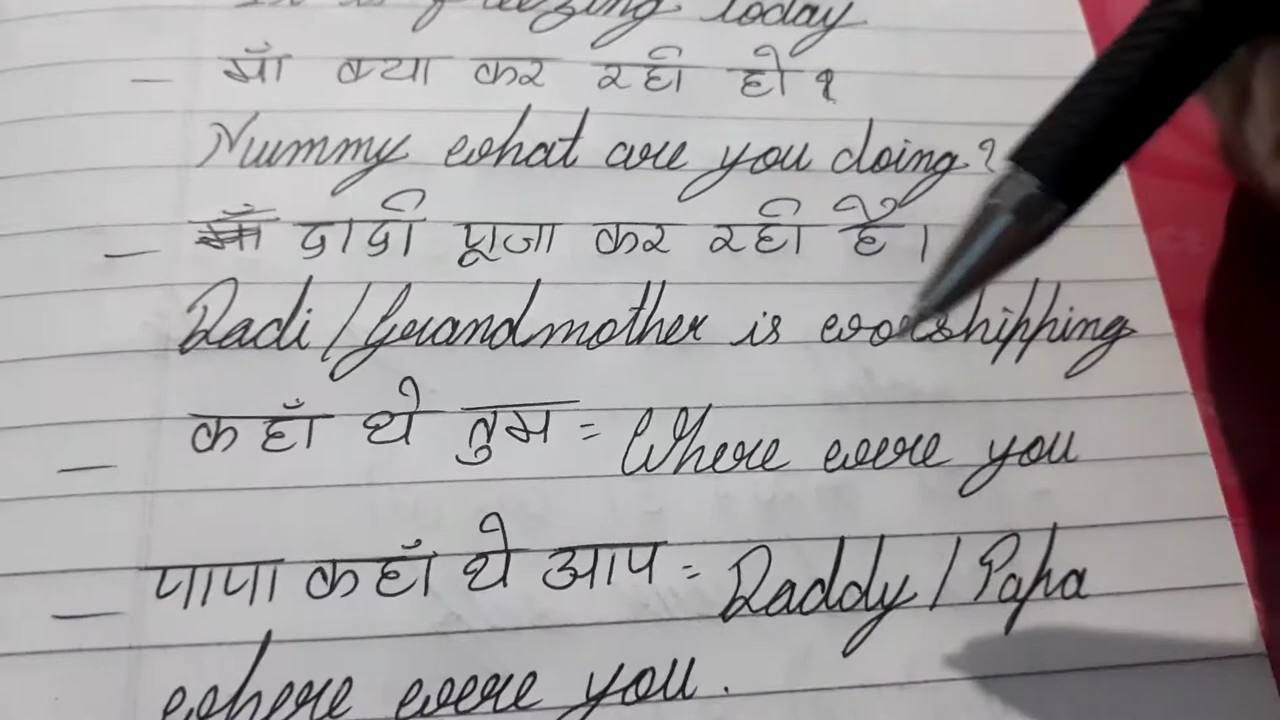 It is freezing today
– माँ क्या कर रही हो?
Mummy what are you doing?
– दादी पूजा कर रही हैं।
Dadi / Grandmother is worshipping
– कहाँ थे तुम = Where were you
– पापा कहाँ थे आप = Daddy / Papa
where were you.